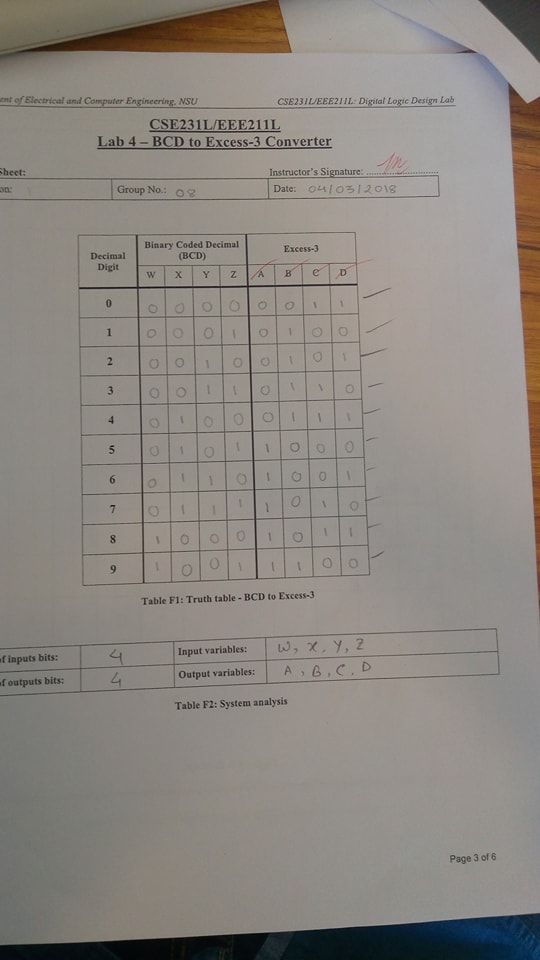 ent of Electrical and Computer Engineering, NSU CSE231L/EEE211L: Digital Logic Design Lab
CSE231L/EEE211L
Lab 4 – BCD to Excess-3 Converter
Sheet: Instructor's Signature: ........................
on: Group No.: 08 Date: 04/03/2018
Decimal Digit Binary Coded Decimal (BCD) Excess-3
W X Y Z A B C D
0 0 0 0 0 0 0 1 1
1 0 0 0 1 0 1 0 0
2 0 0 1 0 0 1 0 1
3 0 0 1 1 0 1 1 0
4 0 1 0 0 0 1 1 1
5 0 1 0 1 1 0 0 0
6 0 1 1 0 1 0 0 1
7 0 1 1 1 1 0 1 0
8 1 0 0 0 1 0 1 1
9 1 0 0 1 1 1 0 0
Table F1: Truth table - BCD to Excess-3
of inputs bits: 4 Input variables: W, X, Y, Z
of outputs bits: 4 Output variables: A, B, C, D
Table F2: System analysis
Page 3 of 6